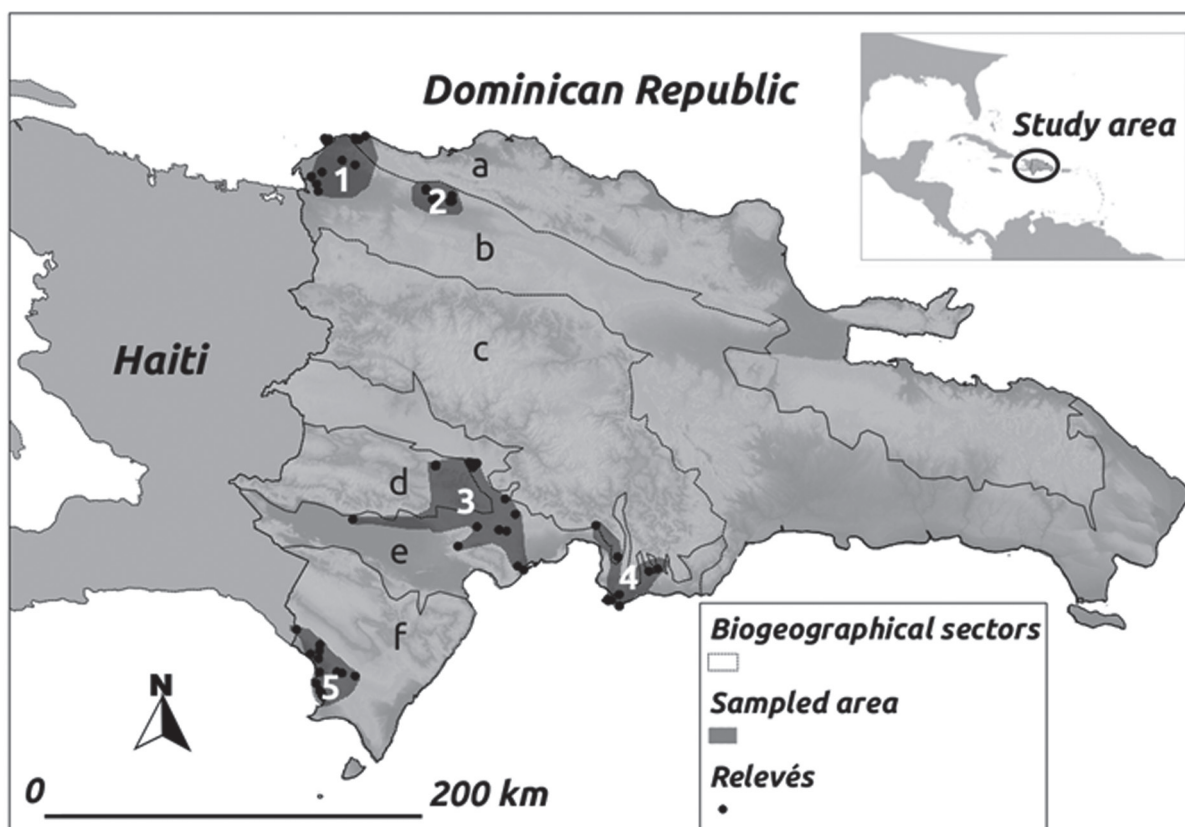 Dominican Republic
Study area
1
a
2
b
Haiti
c
d
3
e
4
f
5
Biogeographical sectors
Sampled area
Relevés
N
0
200 km